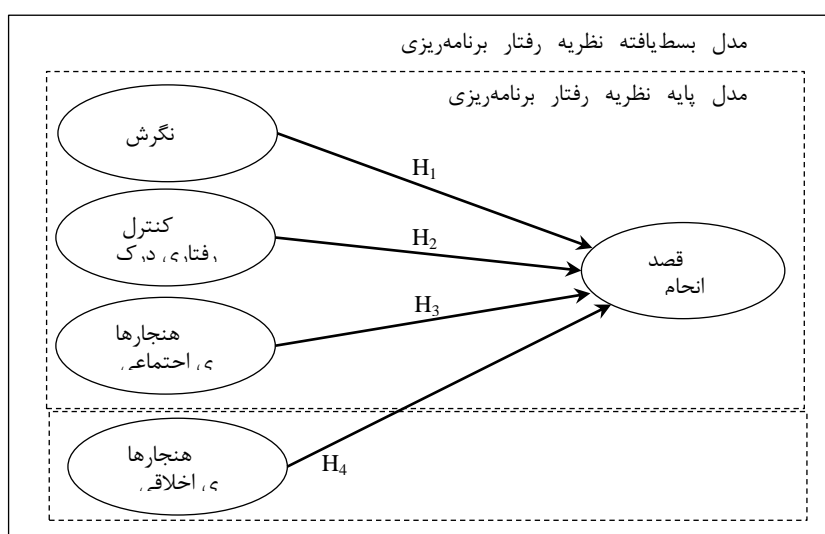 مدل بسط‌یافته نظریه رفتار برنامه‌ریزی
مدل پایه نظریه رفتار برنامه‌ریزی
نگرش
H1
کنترل
رفتاری درک
H2
قصد
انجام
هنجارها
ی اجتماعی
H3
هنجارها
ی اخلاقی
H4